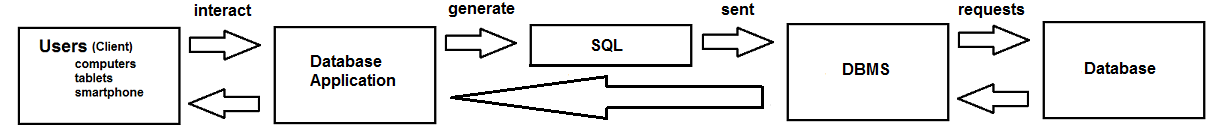 interact
generate
sent
requests
Users (Client)
computers
tablets
smartphone
Database
Application
SQL
DBMS
Database